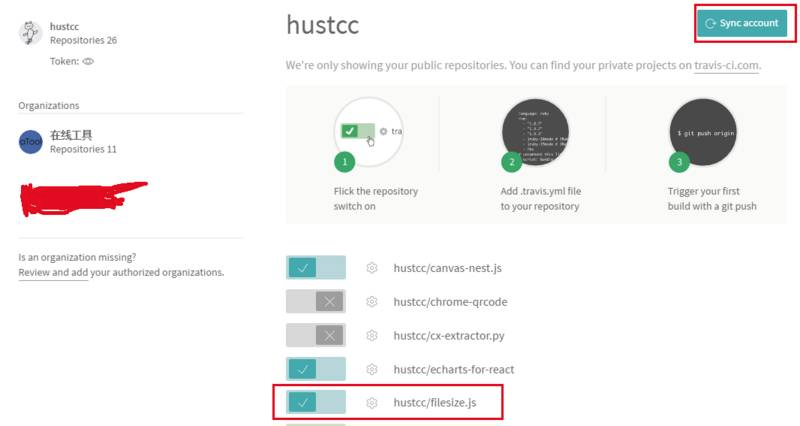 hustcc
Repositories 26
Token:
Organizations
在线工具
Repositories 11
Is an organization missing?
Review and add your authorized organizations.
hustcc
Sync account
We're only showing your public repositories. You can find your private projects on travis-ci.com.
1
Flick the repository
switch on
2
Add .travis.yml file
to your repository
$ git push origin
3
Trigger your first
build with a git push
hustcc/canvas-nest.js
hustcc/chrome-qrcode
hustcc/cx-extractor.py
hustcc/echarts-for-react
hustcc/filesize.js